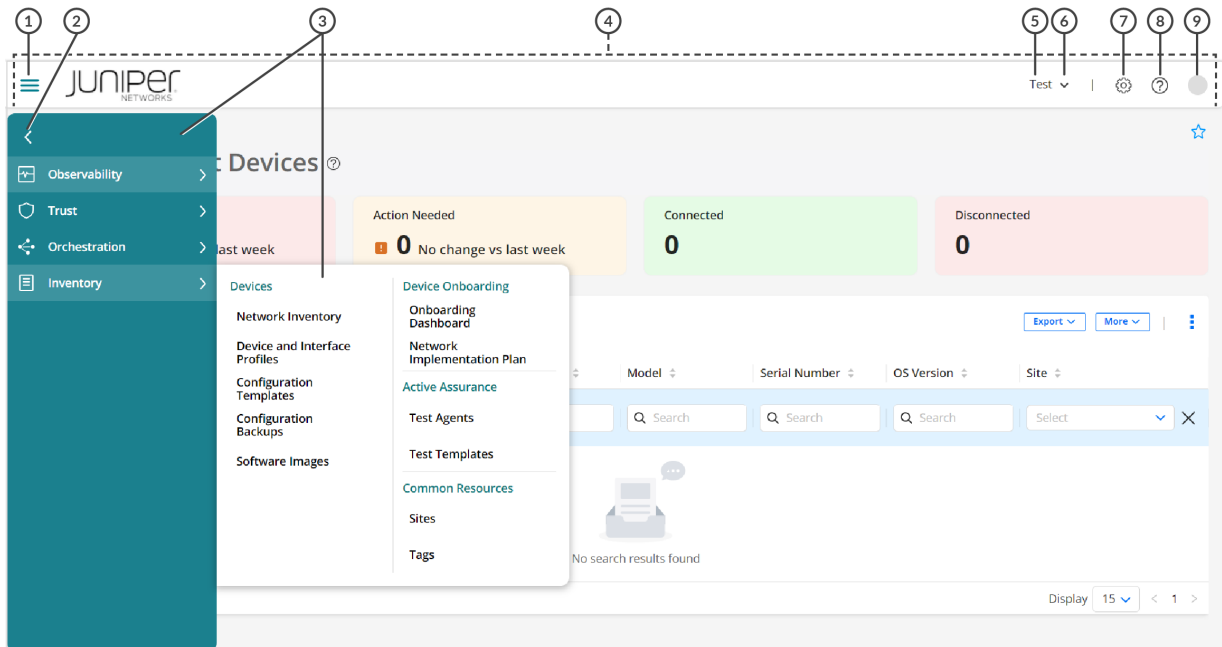 1 2 3 4 5 6 7 8 9
JUNIPER
NETWORKS
Test
t Devices
Observability
Trust
Orchestration
Inventory
last week
Action Needed
0 No change vs last week
Connected
0
Disconnected
0
Devices
Network Inventory
Device and Interface
Profiles
Configuration
Templates
Configuration
Backups
Software Images
Device Onboarding
Onboarding
Dashboard
Network
Implementation Plan
Active Assurance
Test Agents
Test Templates
Common Resources
Sites
Tags
Export More
Model Serial Number OS Version Site
Search Search Search Select
No search results found
Display 15 < 1 >